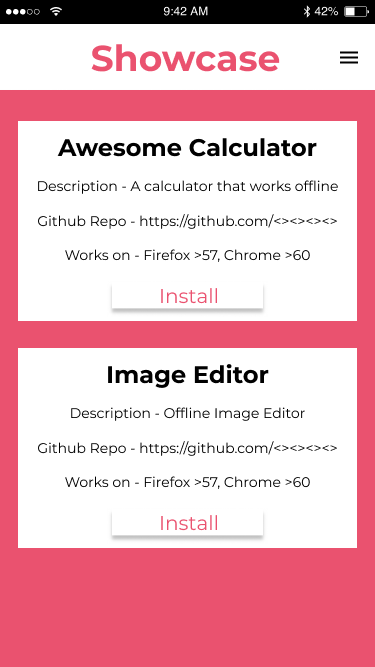 9:42 AM
42%
Showcase
Awesome Calculator
Description - A calculator that works offline
Github Repo - https://github.com/<><><><>
Works on - Firefox >57, Chrome >60
Install
Image Editor
Description - Offline Image Editor
Github Repo - https://github.com/<><><><>
Works on - Firefox >57, Chrome >60
Install